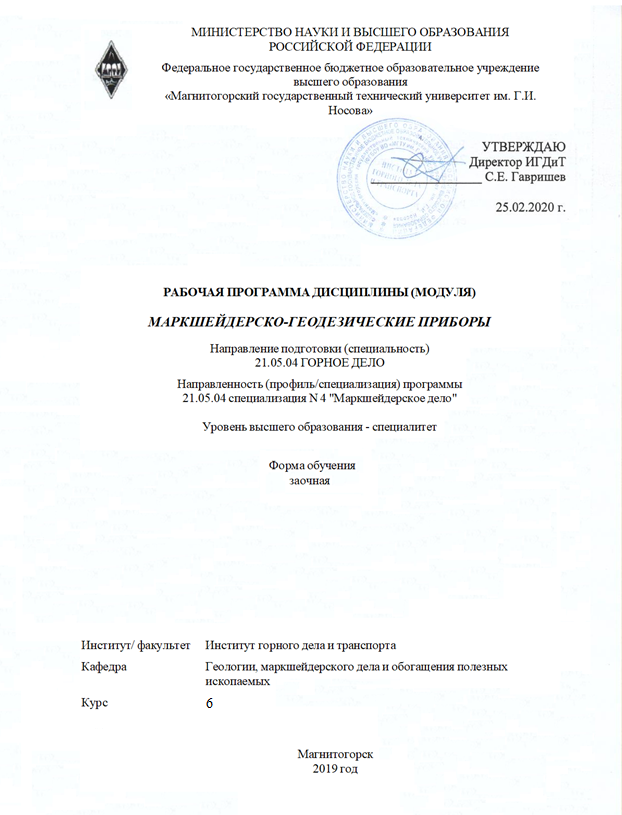 МИНИСТЕРСТВО НАУКИ И ВЫСШЕГО ОБРАЗОВАНИЯ
РОССИЙСКОЙ ФЕДЕРАЦИИ
Федеральное государственное бюджетное образовательное учреждение
высшего образования
«Магнитогорский государственный технический университет им. Г.И.
Носова»
УТВЕРЖДАЮ
Директор ИГДиТ
С.Е. Гавришев
25.02.2020 г.
РАБОЧАЯ ПРОГРАММА ДИСЦИПЛИНЫ (МОДУЛЯ)
МАРКШЕЙДЕРСКО-ГЕОДЕЗИЧЕСКИЕ ПРИБОРЫ
Направление подготовки (специальность)
21.05.04 ГОРНОЕ ДЕЛО
Направленность (профиль/специализация) программы
21.05.04 специализация N 4 "Маркшейдерское дело"
Уровень высшего образования - специалитет
Форма обучения
заочная
Институт/ факультет Институт горного дела и транспорта
Кафедра Геологии, маркшейдерского дела и обогащения полезных
ископаемых
Курс 6
Магнитогорск
2019 год